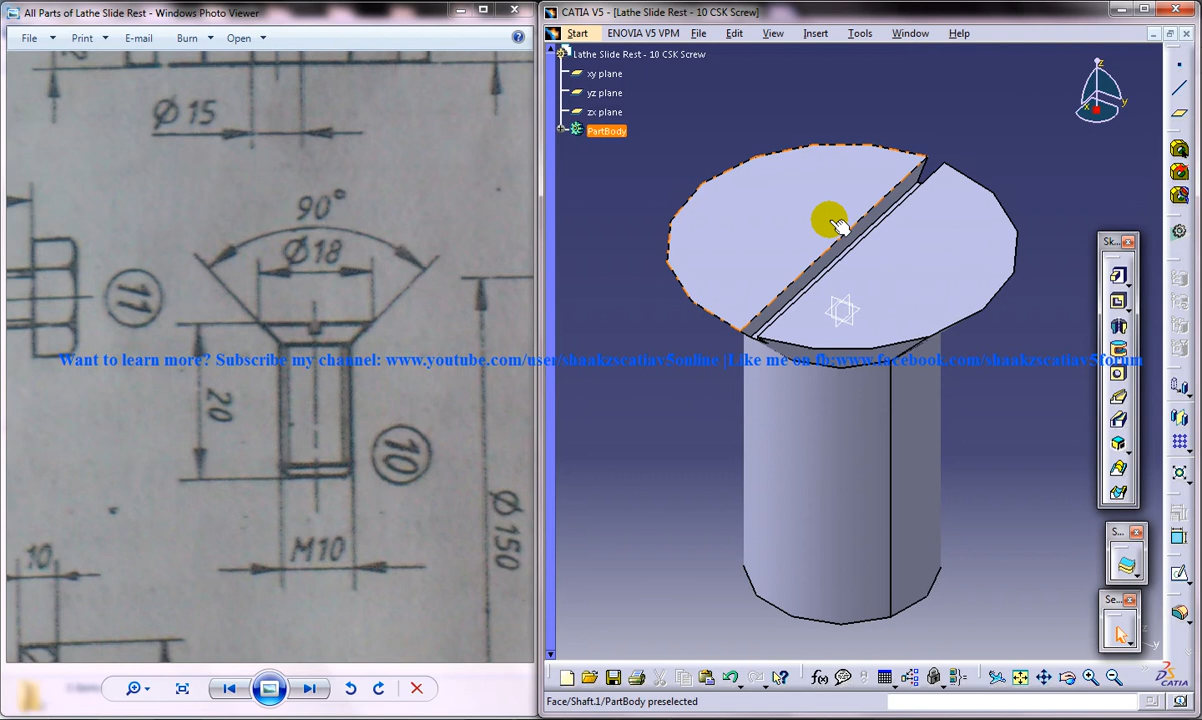 All Parts of Lathe Slide Rest - Windows Photo Viewer
File Print E-mail Burn Open
Ø 15
90°
Ø18
11
20
10
Ø 150
M10
10
CATIA V5 - [Lathe Slide Rest - 10 CSK Screw]
Start ENOVIA V5 VPM File Edit View Insert Tools Window Help
Lathe Slide Rest - 10 CSK Screw
xy plane
yz plane
zx plane
PartBody
z
y
x
Sk...
S...
Se...
Want to learn more? Subscribe my channel: www.youtube.com/user/shaakzscatiav5online |Like me on fb:www.facebook.com/shaakzscatiav5forum
f(x)
CATIA
Face/Shaft.1/PartBody preselected